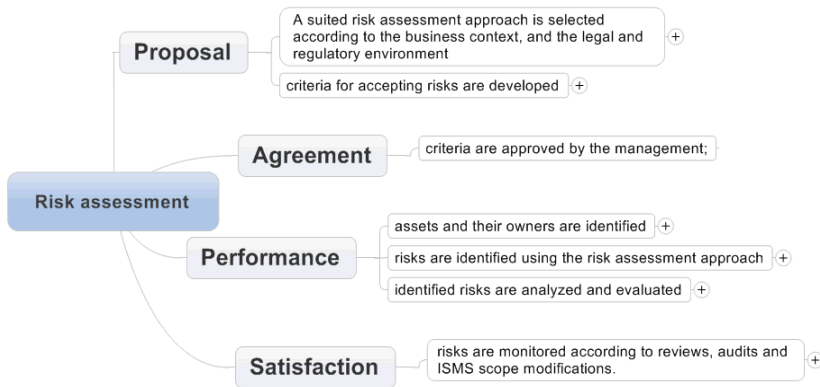 Proposal
A suited risk assessment approach is selected
according to the business context, and the legal and
regulatory environment
criteria for accepting risks are developed
Agreement
criteria are approved by the management;
Risk assessment
Performance
assets and their owners are identified
risks are identified using the risk assessment approach
identified risks are analyzed and evaluated
Satisfaction
risks are monitored according to reviews, audits and
ISMS scope modifications.